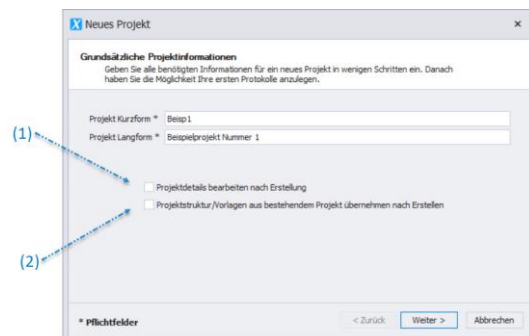 Neues Projekt
Grundsätzliche Projektinformationen
Geben Sie alle benötigten Informationen für ein neues Projekt in wenigen Schritten ein. Danach
haben Sie die Möglichkeit Ihre ersten Protokolle anzulegen.
Projekt Kurzform * Beisp1
Projekt Langform * Beispielprojekt Nummer 1
(1)
Projektdetails bearbeiten nach Erstellung
Projektstruktur/Vorlagen aus bestehendem Projekt übernehmen nach Erstellen
(2)
* Pflichtfelder < Zurück Weiter > Abbrechen